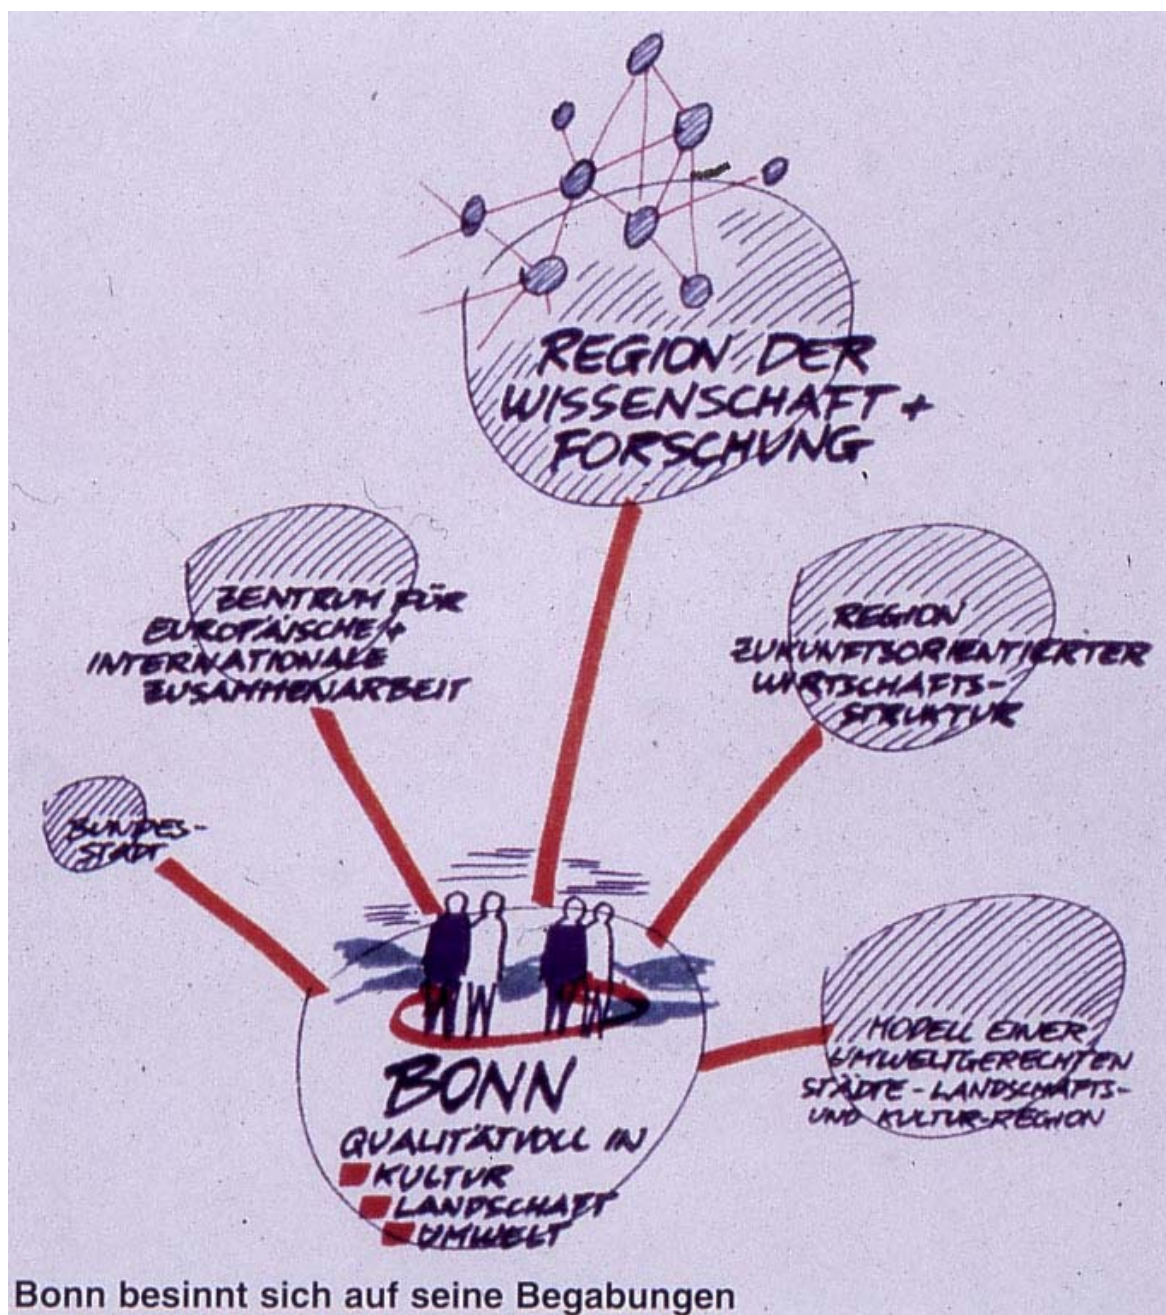 REGION DER
WISSENSCHAFT +
FORSCHUNG
ZENTRUM FÜR
EUROPÄISCHE +
INTERNATIONALE
ZUSAMMENARBEIT
REGION
ZUKUNFTSORIENTIERTER
WIRTSCHAFTS-
STRUKTUR
BUNDES-
STADT
MODELL EINER
UMWELTGERECHTEN
STÄDTE-LANDSCHAFTS-
UND KULTUR-REGION
BONN
QUALITÄTVOLL IN
KULTUR
LANDSCHAFT
UMWELT
Bonn besinnt sich auf seine Begabungen